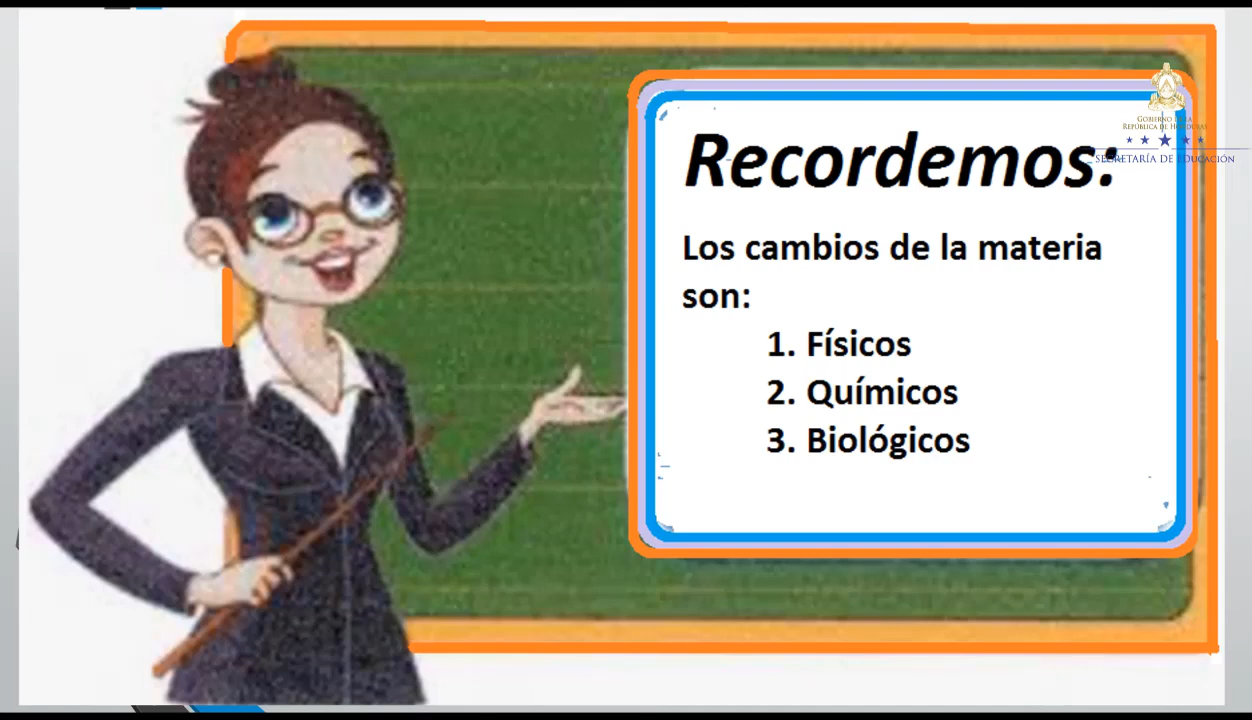 Recordemos:
Los cambios de la materia
son:
1. Físicos
2. Químicos
3. Biológicos
GOBIERNO DE LA
REPÚBLICA DE HONDURAS
SECRETARÍA DE EDUCACIÓN